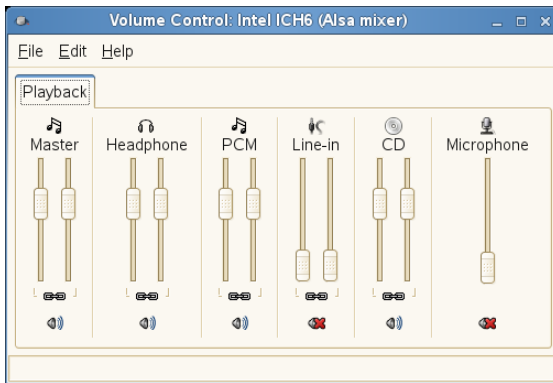 Volume Control: Intel ICH6 (Alsa mixer)
File Edit Help
Playback
Master Headphone PCM Line-in CD Microphone